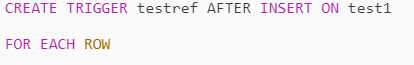 CREATE TRIGGER testref AFTER INSERT ON test1
FOR EACH ROW